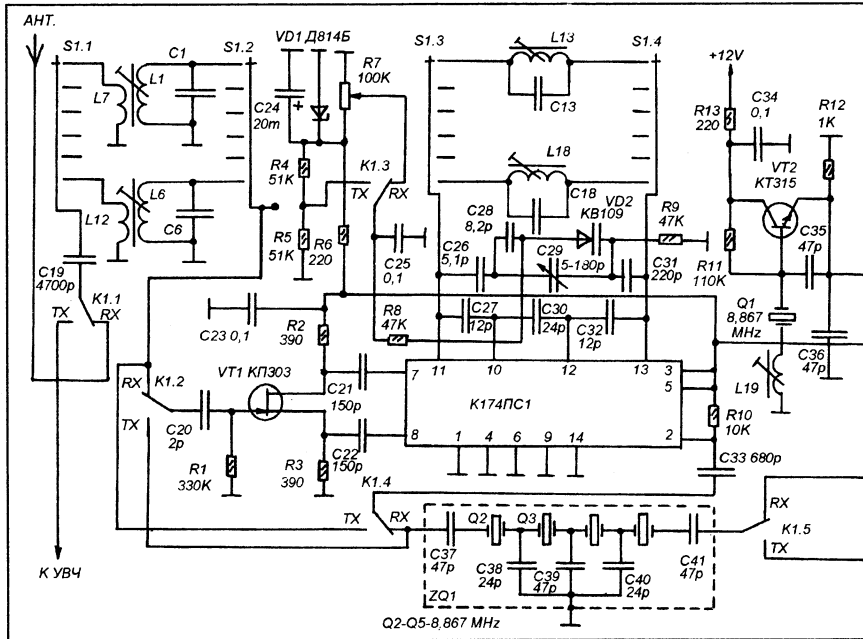 АНТ.
S1.1
C1
S1.2
L1
L7
VD1 Д814Б
R7
100K
C24
20m
S1.3
L13
S1.4
C13
+12V
R13
220
C34
0,1
R12
1K
VT2
КТ315
L12
L6
C6
R4
51K
K1.3
TX
RX
L18
C18
VD2
КВ109
R9
47K
C28
8,2p
C19
4700p
R5
51K
R6
220
C25
0,1
C26
5,1p
C29
5-180p
C31
220p
R11
110K
C35
47p
K1.1
TX
RX
C23 0,1
R2
390
R8
47K
C27
12p
C30
24p
C32
12p
Q1
8,867
MHz
C36
47p
L19
11
10
12
13
RX
K1.2
TX
VT1 КП303
C21
150p
7
К174ПС1
3
5
C20
2p
R1
330K
R3
390
C22
150p
8
1
4
6
9
14
2
R10
10K
C33 680p
K1.4
TX
RX
Q2
Q3
C37
47p
C38
24p
C39
47p
C40
24p
C41
47p
RX
K1.5
TX
ZQ1
К УВЧ
Q2-Q5-8,867 MHz